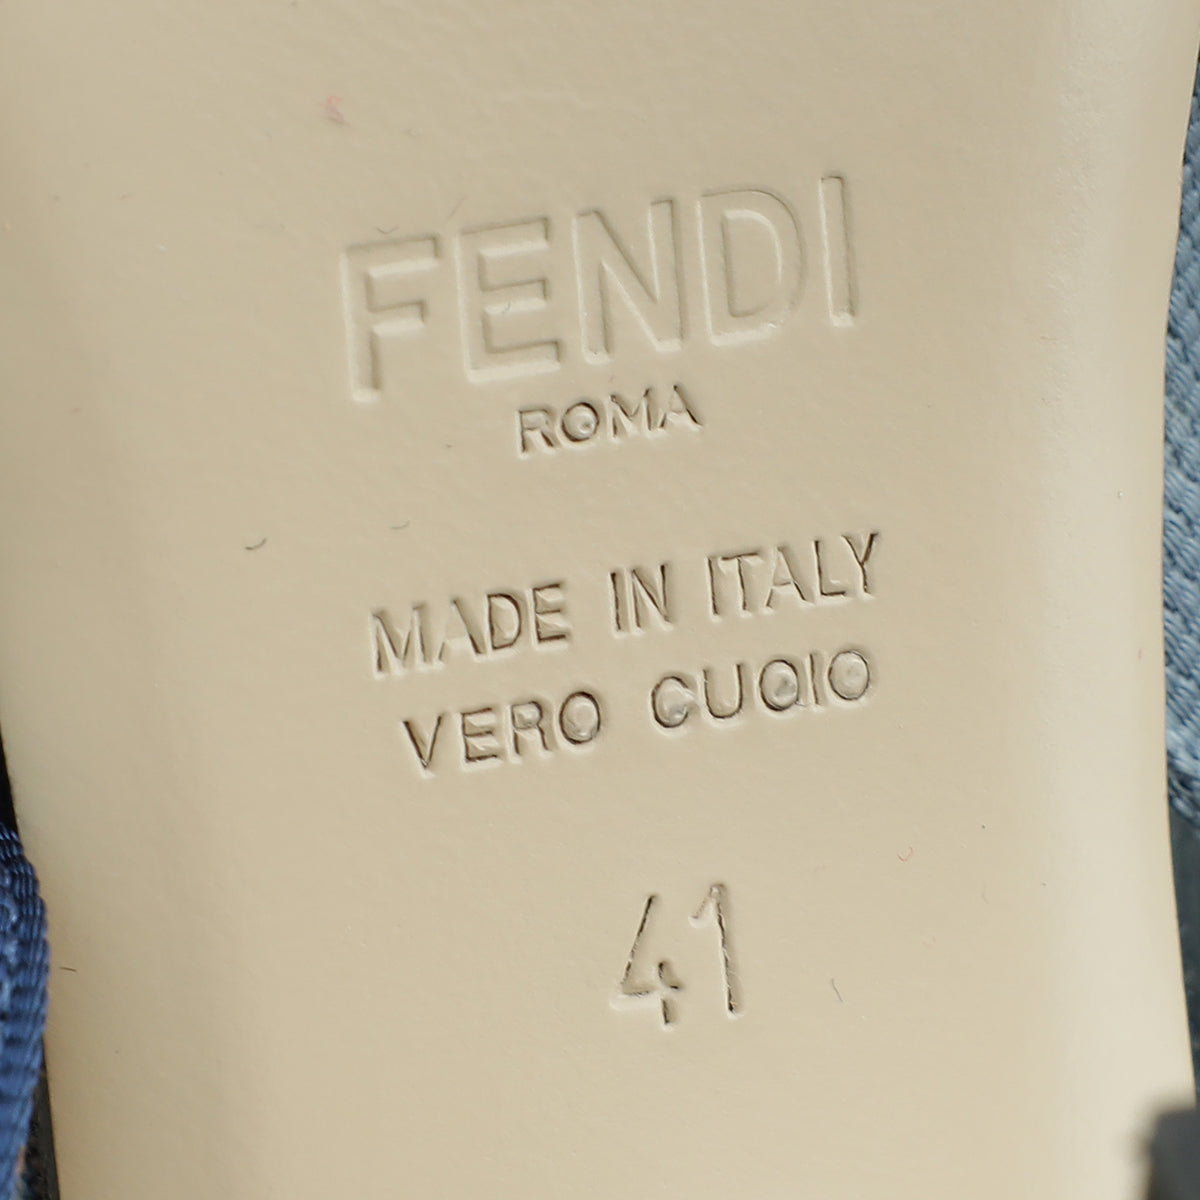 FENDI
ROMA
MADE IN ITALY
VERO CUOIO
41